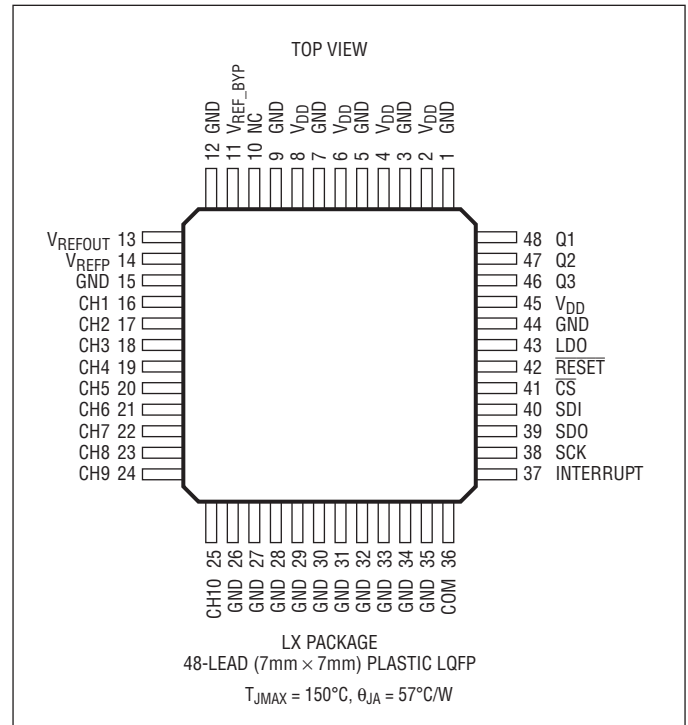 TOP VIEW
12 GND
11 VREF_BYP
10 NC
9 GND
8 VDD
7 GND
6 VDD
5 GND
4 VDD
3 GND
2 VDD
1 GND
VREFOUT 13
VREFP 14
GND 15
CH1 16
CH2 17
CH3 18
CH4 19
CH5 20
CH6 21
CH7 22
CH8 23
CH9 24
48 Q1
47 Q2
46 Q3
45 VDD
44 GND
43 LDO
42 RESET
41 CS
40 SDI
39 SDO
38 SCK
37 INTERRUPT
CH10 25
GND 26
GND 27
GND 28
GND 29
GND 30
GND 31
GND 32
GND 33
GND 34
GND 35
COM 36
LX PACKAGE
48-LEAD (7mm × 7mm) PLASTIC LQFP
TJMAX = 150°C, θJA = 57°C/W